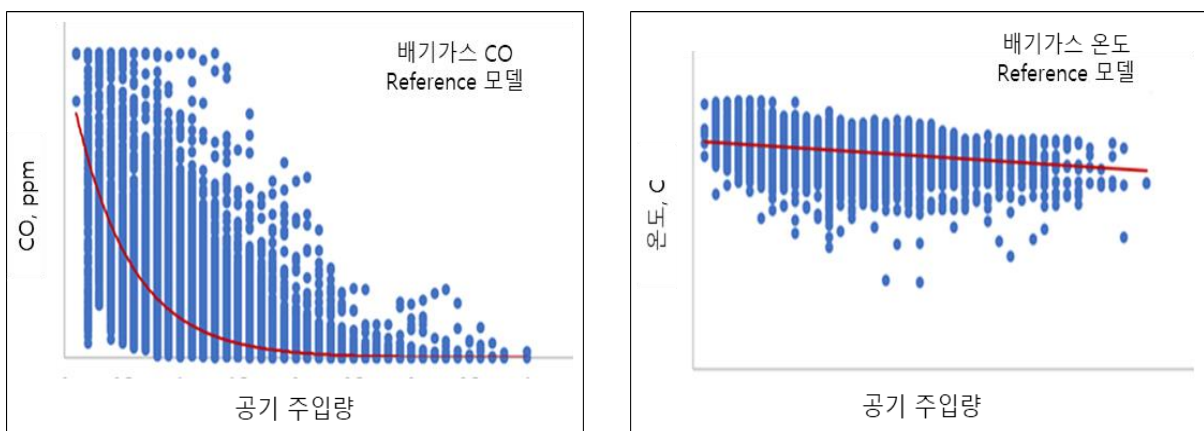 배기가스 CO
Reference 모델
CO, ppm
공기 주입량
배기가스 온도
Reference 모델
온도, C
공기 주입량